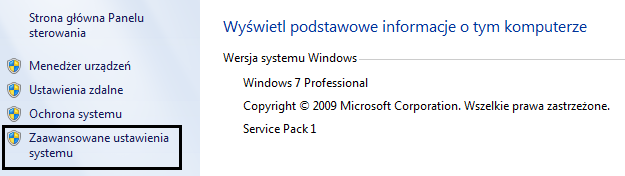 Strona główna Panelu
sterowania
Menedżer urządzeń
Ustawienia zdalne
Ochrona systemu
Zaawansowane ustawienia
systemu
Wyświetl podstawowe informacje o tym komputerze
Wersja systemu Windows
Windows 7 Professional
Copyright © 2009 Microsoft Corporation. Wszelkie prawa zastrzeżone.
Service Pack 1